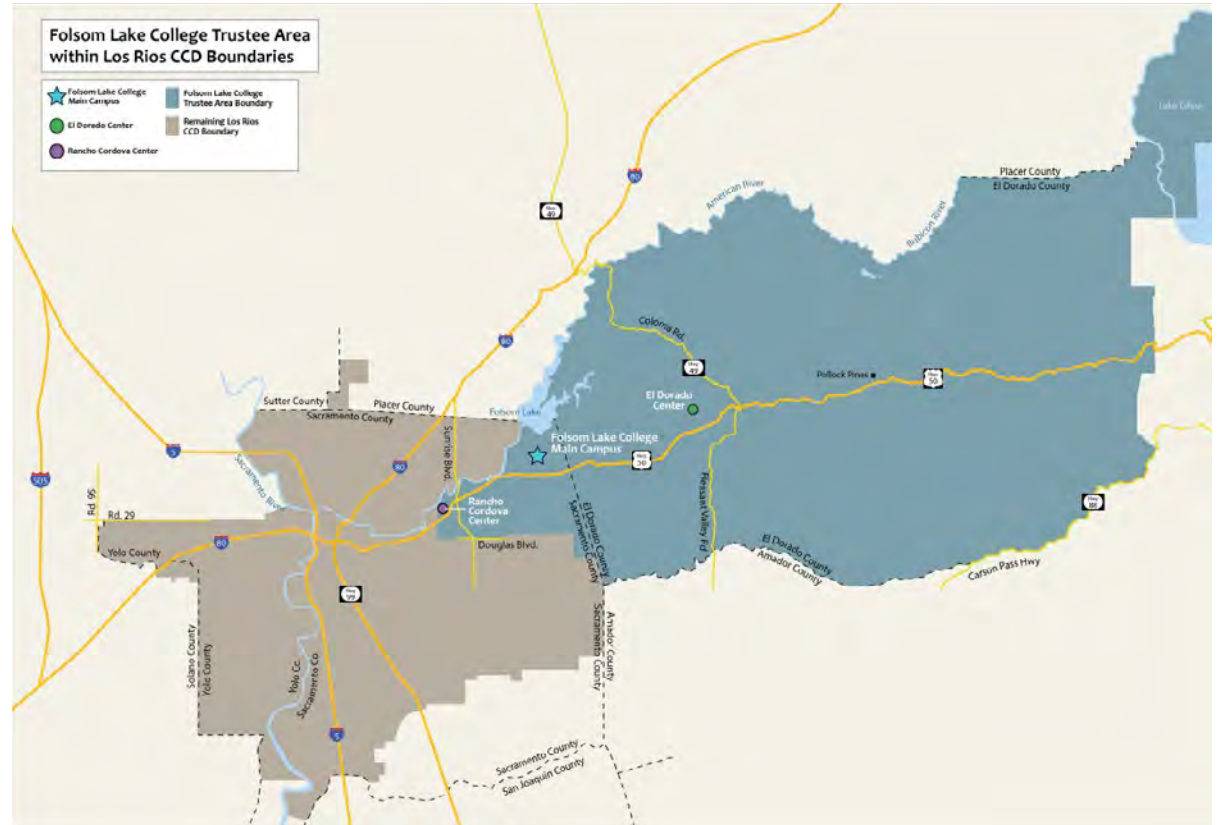 Folsom Lake College Trustee Area
within Los Rios CCD Boundaries
Folsom Lake College
Main Campus
El Dorado Center
Rancho Cordova Center
Folsom Lake College
Trustee Area Boundary
Remaining Los Rios
CCD Boundary
Lake Tahoe
Placer County
El Dorado County
80
Hwy
49
American River
Rubicon River
80
Colonia Rd.
Hwy
49
Pollock Pines
Hwy
50
El Dorado
Center
Sutter County
Placer County
Sacramento County
Folsom Lake
Sunrise Blvd.
Folsom Lake College
Main Campus
Hwy
50
5
80
505
Sacramento River
Rd 95
Rd. 29
Rancho
Cordova
Center
El Dorado County
Sacramento County
Hwy
88
Yolo County
80
Douglas Blvd.
El Dorado County
Amador County
Carson Pass Hwy
Hwy
99
Solano County
Yolo County
Yolo Co.
Sacramento Co
Amador County
Sacramento County
5
Sacramento County
San Joaquin County